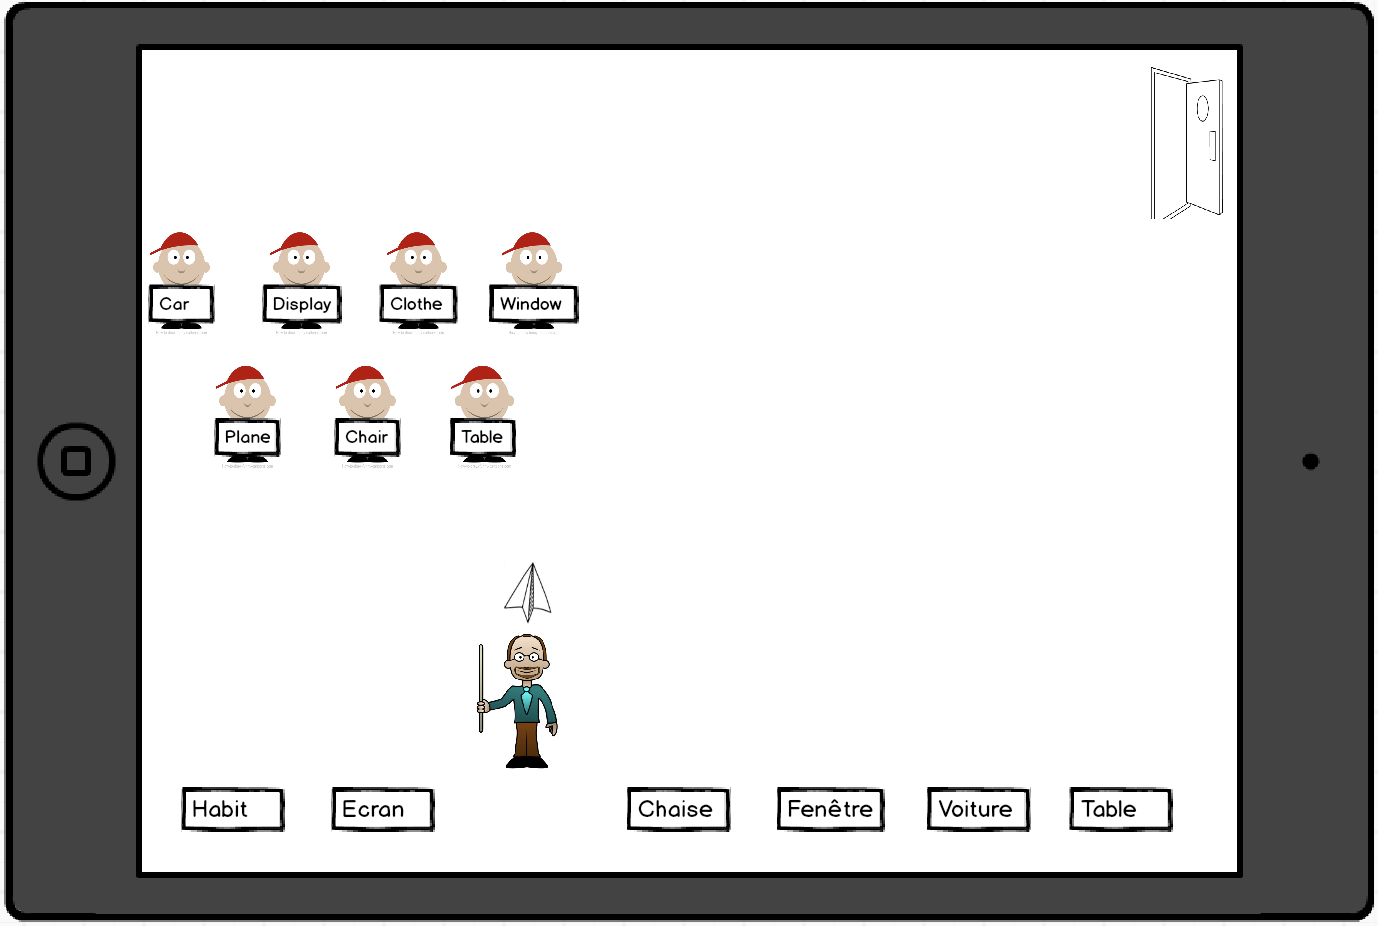 Car
Display
Clothe
Window
Plane
Chair
Table
Habit
Ecran
Chaise
Fenêtre
Voiture
Table